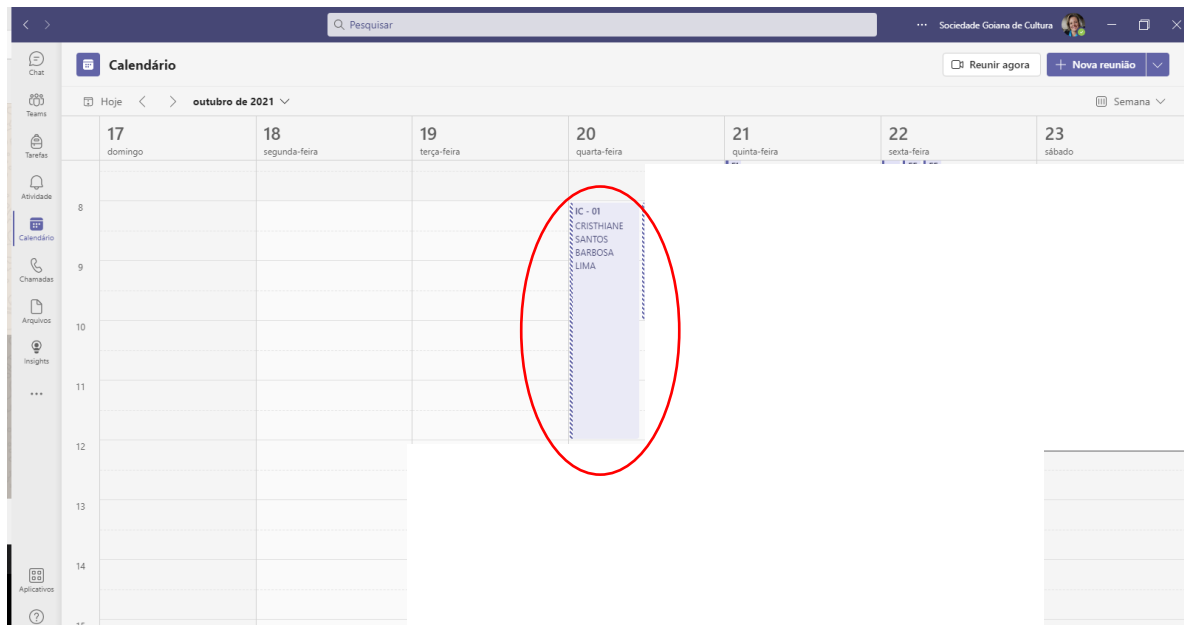 Pesquisar
Sociedade Goiana de Cultura
Chat
Teams
Tarefas
Atividade
Calendário
Chamadas
Arquivos
Insights
Aplicativos
Calendário
Reunir agora
Nova reunião
Hoje
outubro de 2021
Semana
17
domingo
18
segunda-feira
19
terça-feira
20
quarta-feira
21
quinta-feira
22
sexta-feira
23
sábado
8
9
10
11
12
13
14
IC - 01
CRISTHIANE
SANTOS
BARBOSA
LIMA